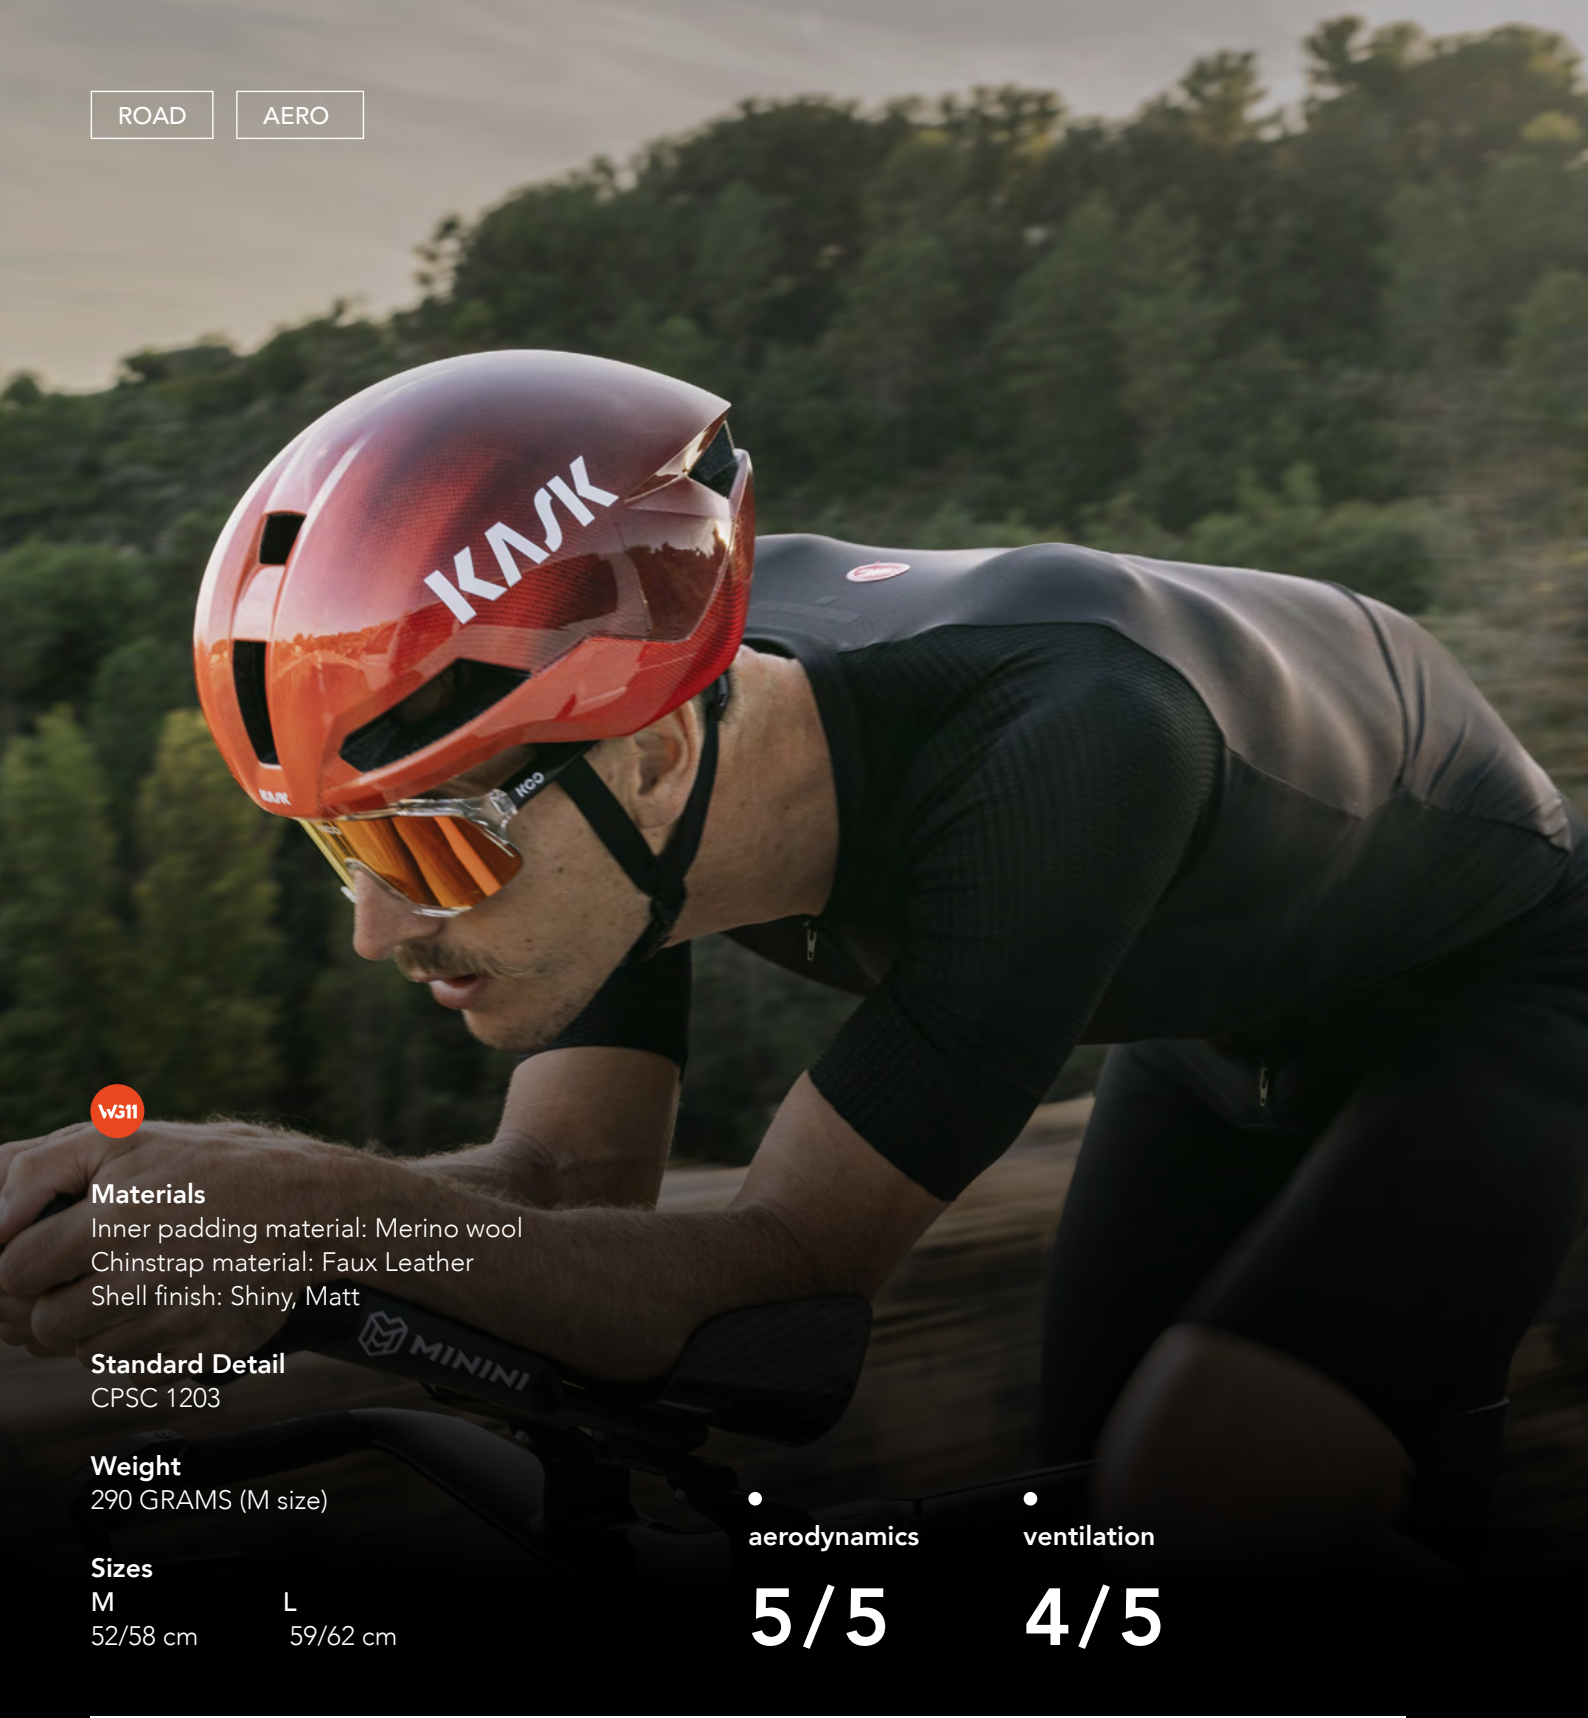 ROAD AERO
KASK
KASK
KOO
WG11
Materials
Inner padding material: Merino wool
Chinstrap material: Faux Leather
Shell finish: Shiny, Matt
MININI
Standard Detail
CPSC 1203
Weight
290 GRAMS (M size)
Sizes
M L
52/58 cm 59/62 cm
aerodynamics ventilation
5/5 4/5